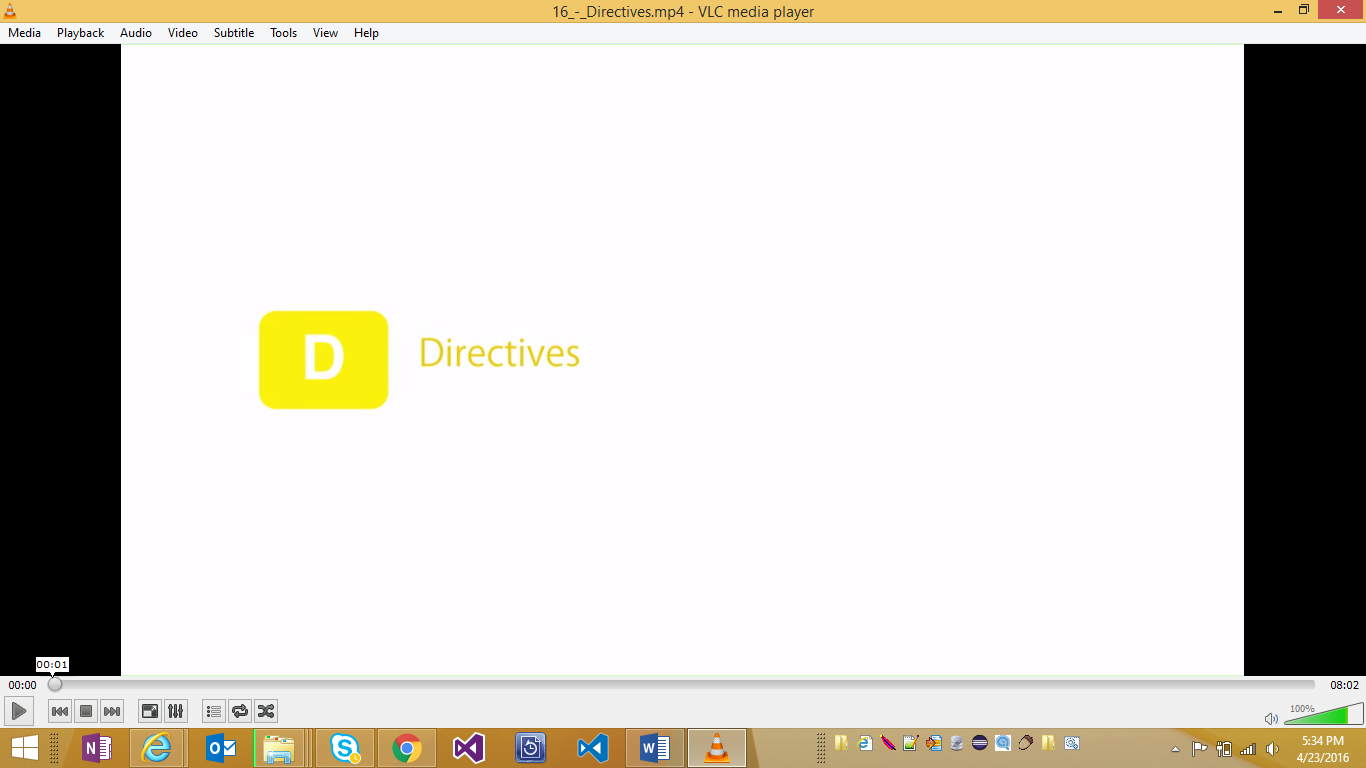 16_-_Directives.mp4 - VLC media player
Media Playback Audio Video Subtitle Tools View Help
D Directives
00:01
00:00 08:02
100%
N
W
5:34 PM
4/23/2016